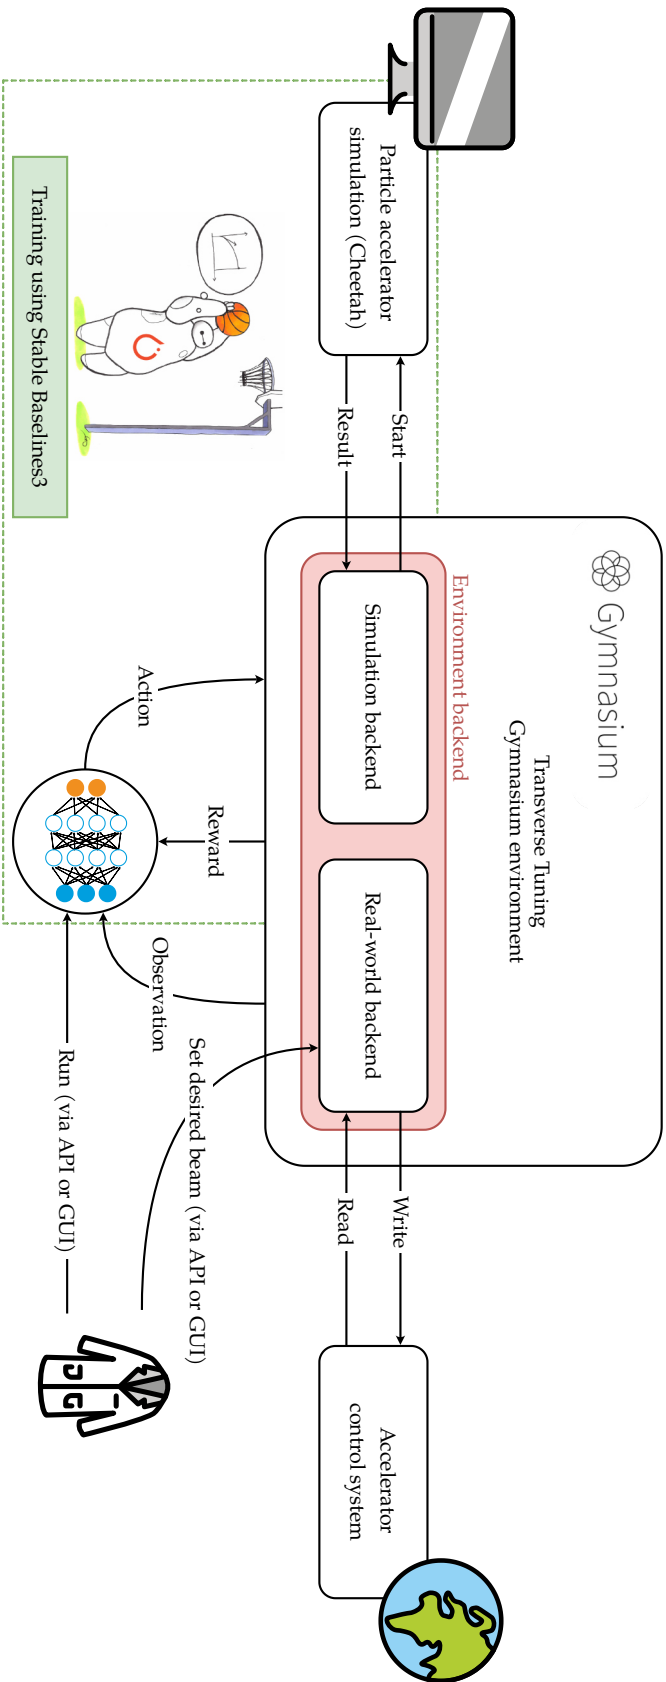 Gymnasium
Transverse Tuning
Gymnasium environment
Environment backend
Particle accelerator
simulation (Cheetah)
Start
Result
Simulation backend
Real-world backend
Write
Read
Accelerator
control system
Training using Stable Baselines3
Action
Reward
Observation
Set desired beam (via API or GUI)
Run (via API or GUI)